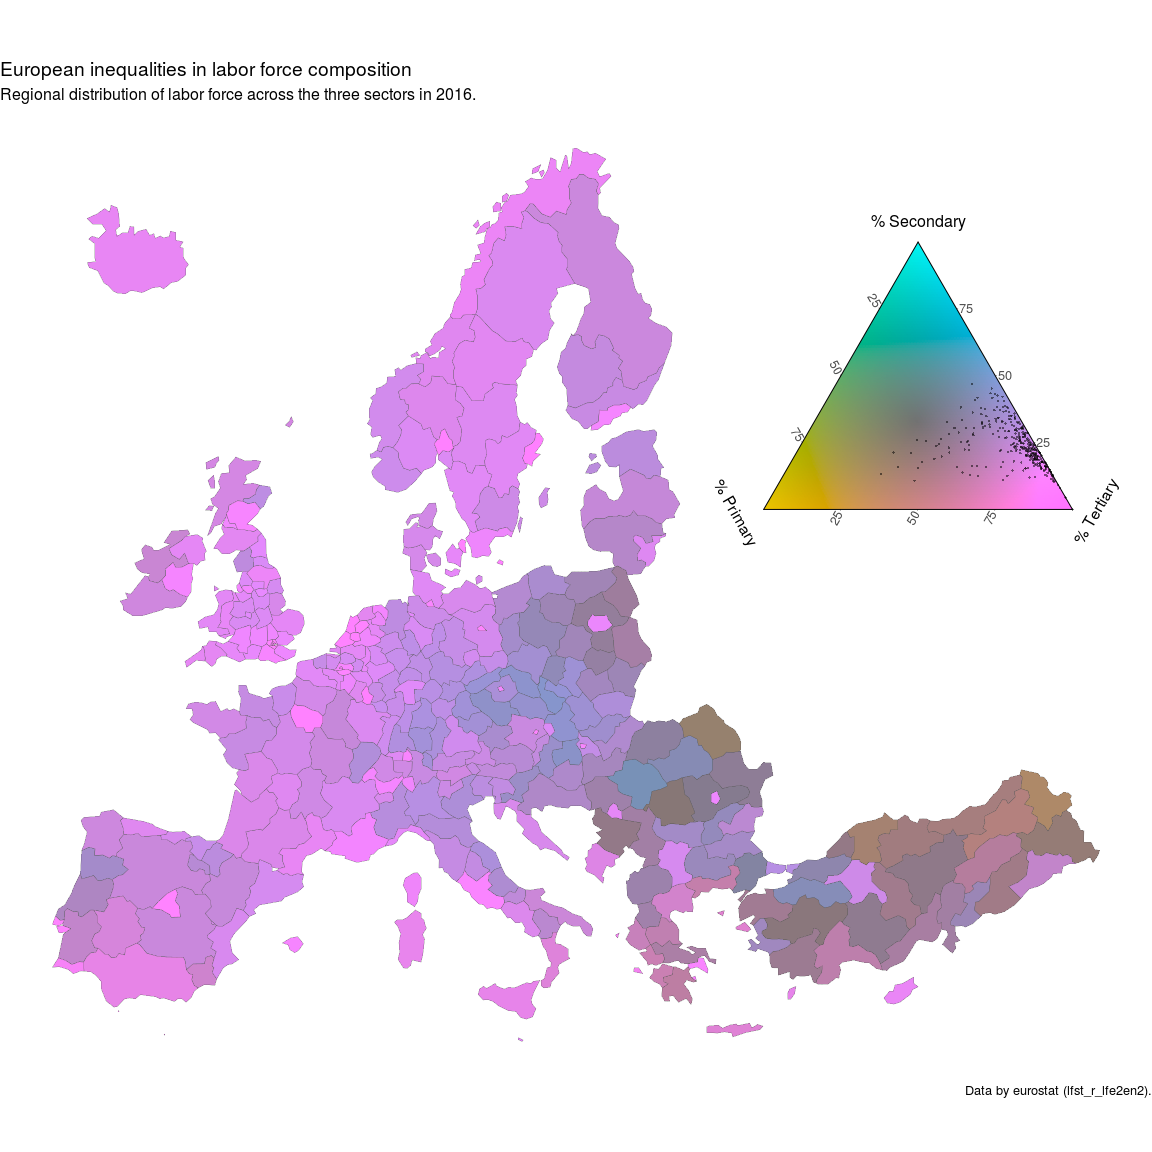 European inequalities in labor force composition
Regional distribution of labor force across the three sectors in 2016.
% Secondary
25
75
50
50
75
25
% Primary
25
50
75
% Tertiary
Data by eurostat (lfst_r_lfe2en2).